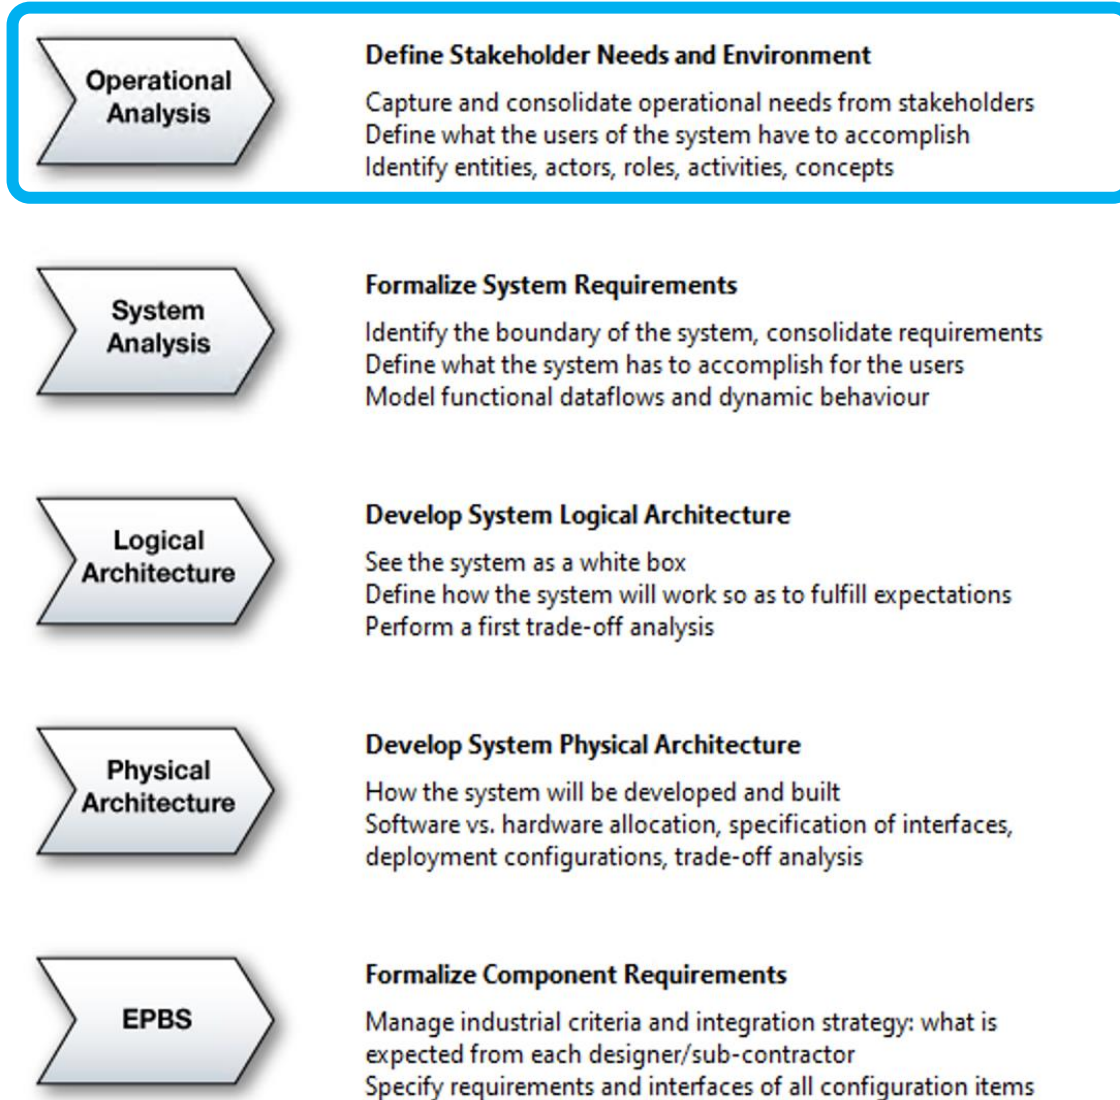 Operational
Analysis
Define Stakeholder Needs and Environment
Capture and consolidate operational needs from stakeholders
Define what the users of the system have to accomplish
Identify entities, actors, roles, activities, concepts
System
Analysis
Formalize System Requirements
Identify the boundary of the system, consolidate requirements
Define what the system has to accomplish for the users
Model functional dataflows and dynamic behaviour
Logical
Architecture
Develop System Logical Architecture
See the system as a white box
Define how the system will work so as to fulfill expectations
Perform a first trade-off analysis
Physical
Architecture
Develop System Physical Architecture
How the system will be developed and built
Software vs. hardware allocation, specification of interfaces,
deployment configurations, trade-off analysis
EPBS
Formalize Component Requirements
Manage industrial criteria and integration strategy: what is
expected from each designer/sub-contractor
Specify requirements and interfaces of all configuration items